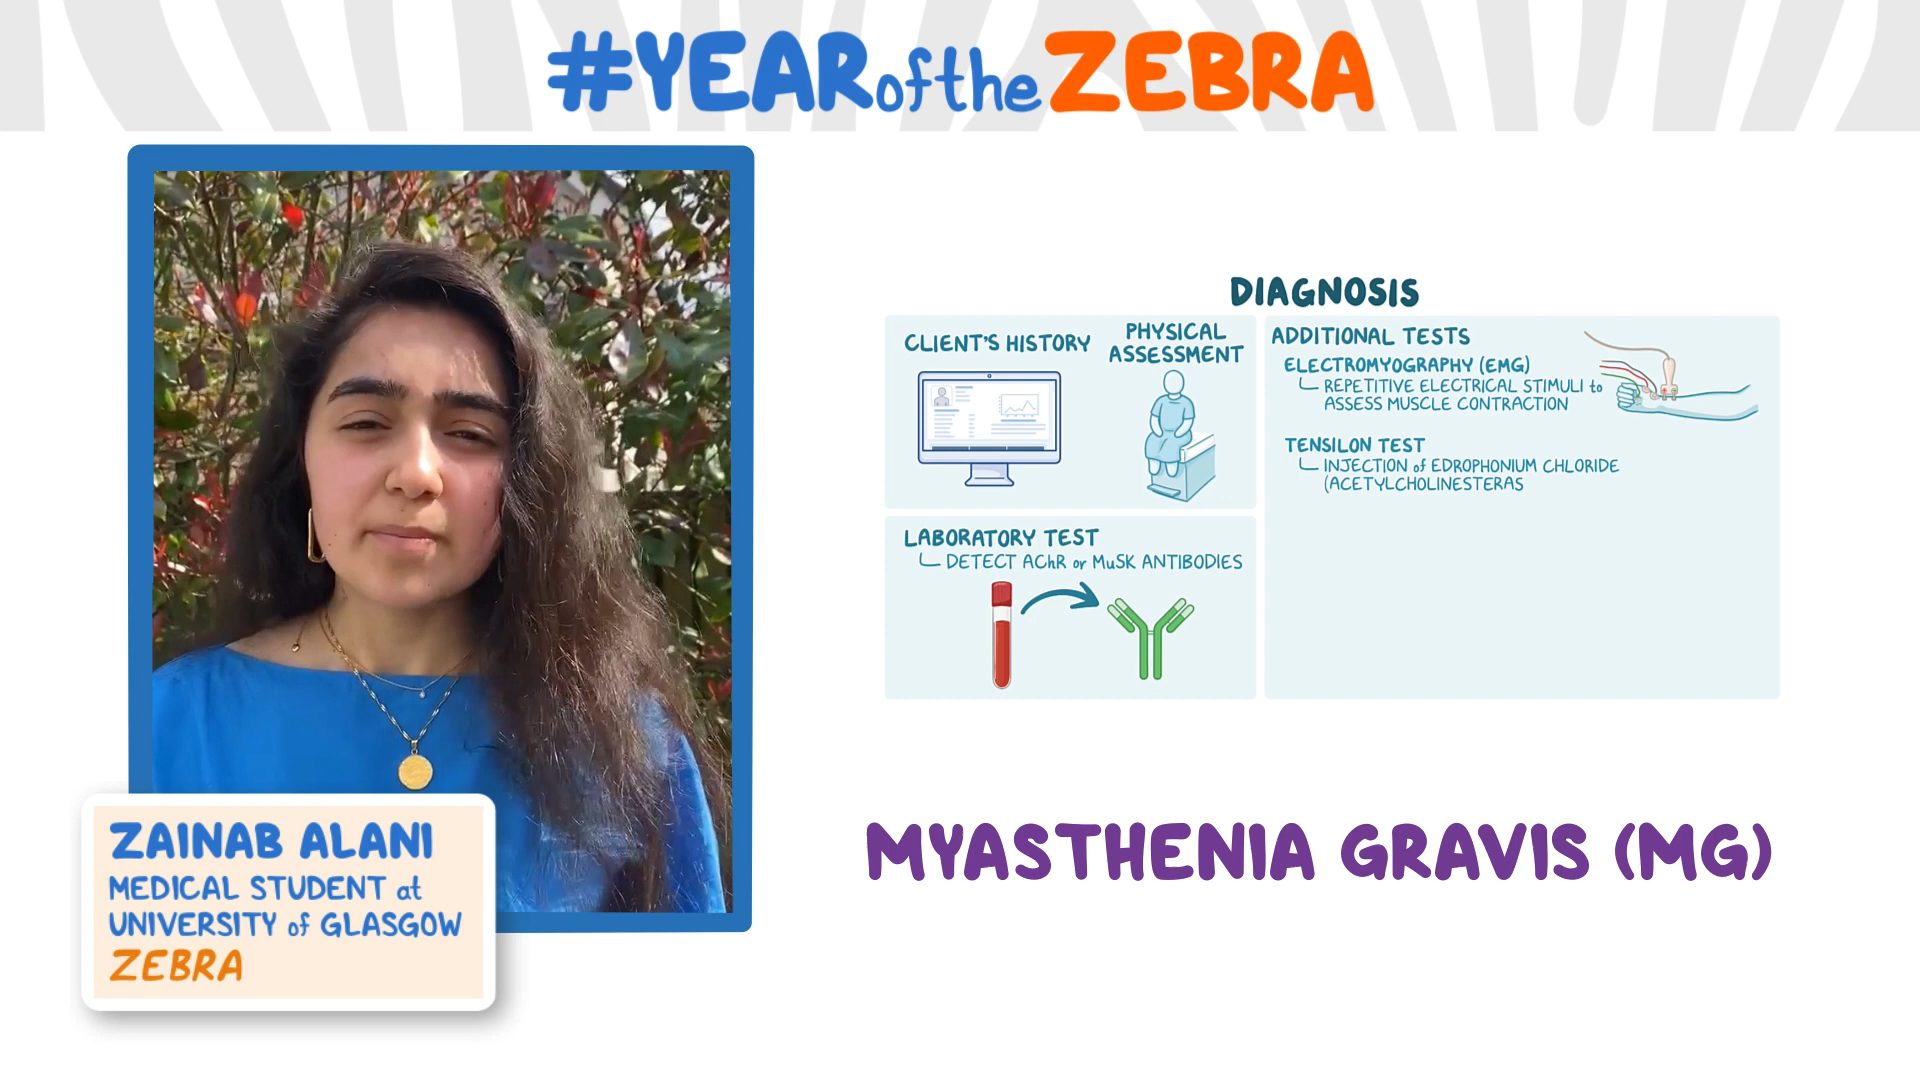 #YEARoftheZEBRA
DIAGNOSIS
CLIENT'S HISTORY
PHYSICAL
ASSESSMENT
LABORATORY TEST
DETECT AChR or MuSK ANTIBODIES
ADDITIONAL TESTS
ELECTROMYOGRAPHY (EMG)
REPETITIVE ELECTRICAL STIMULI to
ASSESS MUSCLE CONTRACTION
TENSILON TEST
INJECTION of EDROPHONIUM CHLORIDE
(ACETYLCHOLINESTERAS
MYASTHENIA GRAVIS (MG)
ZAINAB ALANI
MEDICAL STUDENT at
UNIVERSITY of GLASGOW
ZEBRA